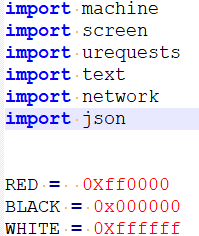 import machine
import screen
import urequests
import text
import network
import json
RED =  0Xff0000
BLACK = 0x000000
WHITE = 0Xffffff